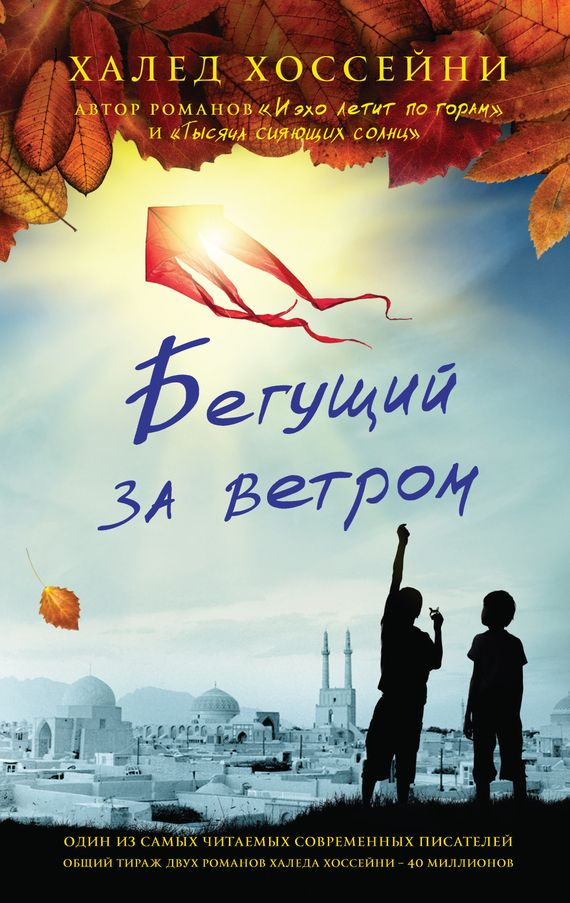 ХАЛЕД ХОССЕЙНИ
АВТОР РОМАНОВ «И эхо летит по горам»
И «Тысяча сияющих солнц»
Бегущий
за ветром
ОДИН ИЗ САМЫХ ЧИТАЕМЫХ СОВРЕМЕННЫХ ПИСАТЕЛЕЙ
ОБЩИЙ ТИРАЖ ДВУХ РОМАНОВ ХАЛЕДА ХОССЕЙНИ – 40 МИЛЛИОНОВ